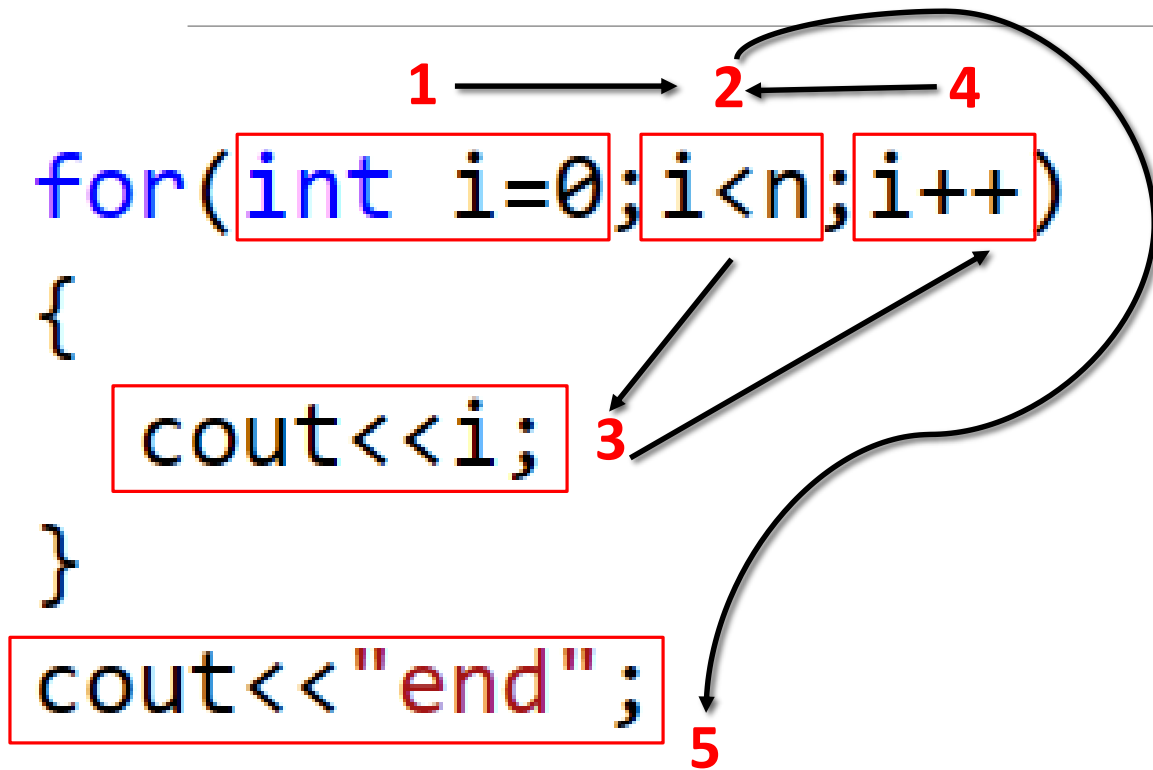 1 2 4
for(int i=0;i<n;i++)
{
cout<<i; 3
}
cout<<"end";
5